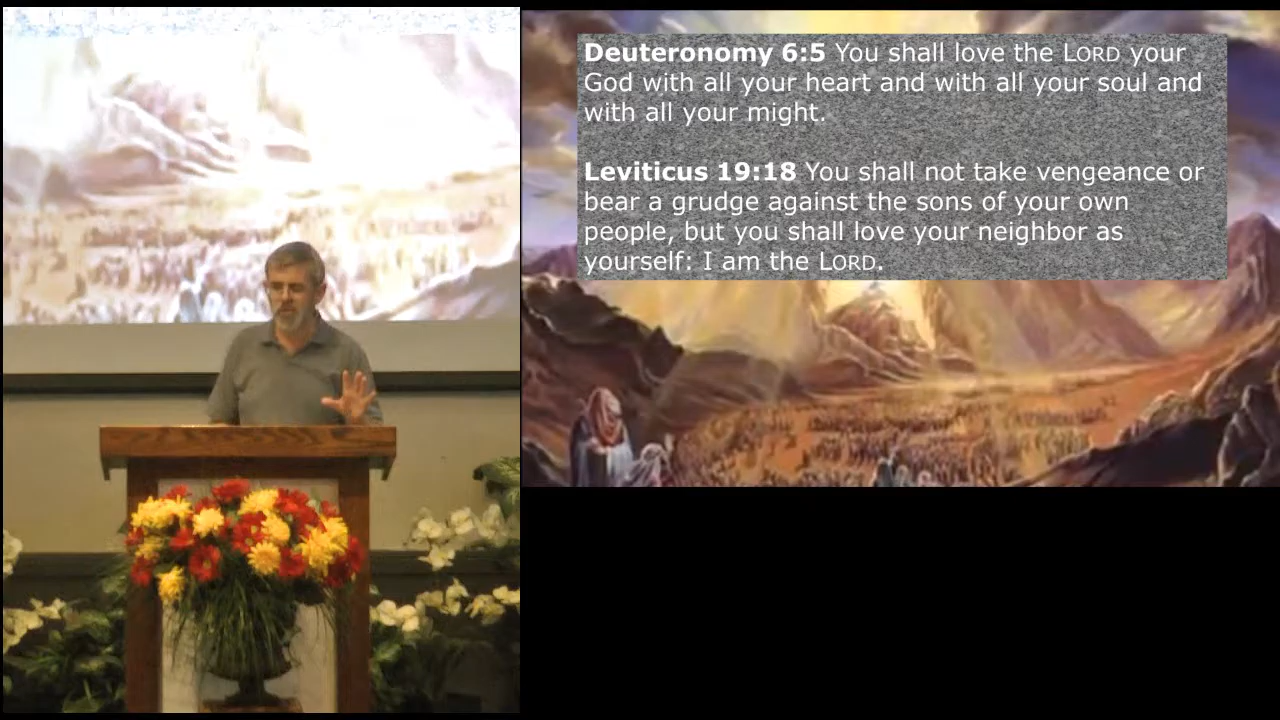 Deuteronomy 6:5 You shall love the LORD your
God with all your heart and with all your soul and
with all your might.
Leviticus 19:18 You shall not take vengeance or
bear a grudge against the sons of your own
people, but you shall love your neighbor as
yourself: I am the LORD.